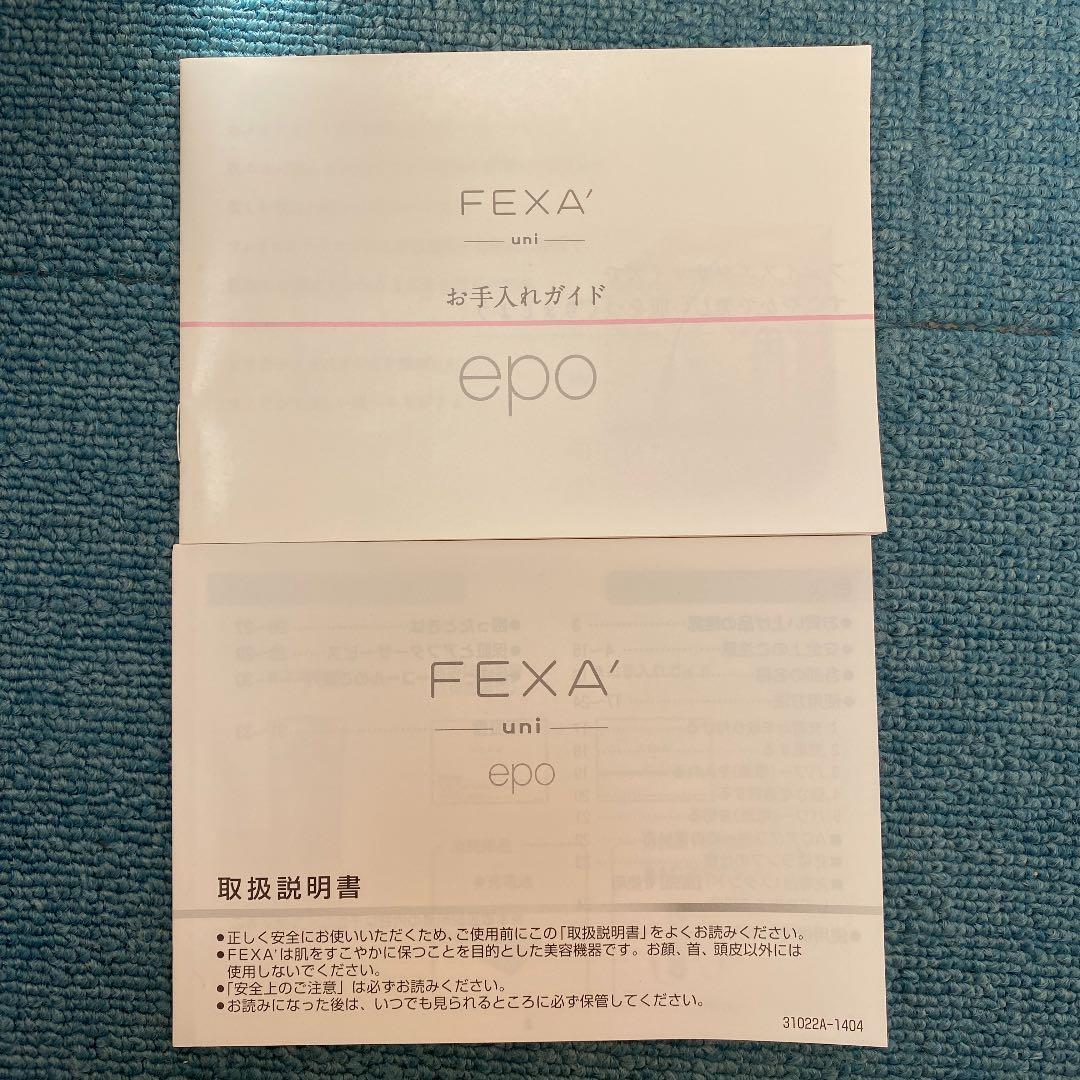 FEXA′
uni
お手入れガイド
epo
FEXA′
uni
epo
取扱説明書
●正しく安全にお使いいただくため、ご使用前にこの「取扱説明書」をよくお読みください。
●FEXA′は肌をすこやかに保つことを目的とした美容機器です。お顔、首、頭皮以外には
使用しないでください。
●「安全上のご注意」は必ずお読みください。
●お読みになった後は、いつでも見られるところに必ず保管してください。
31022A-1404